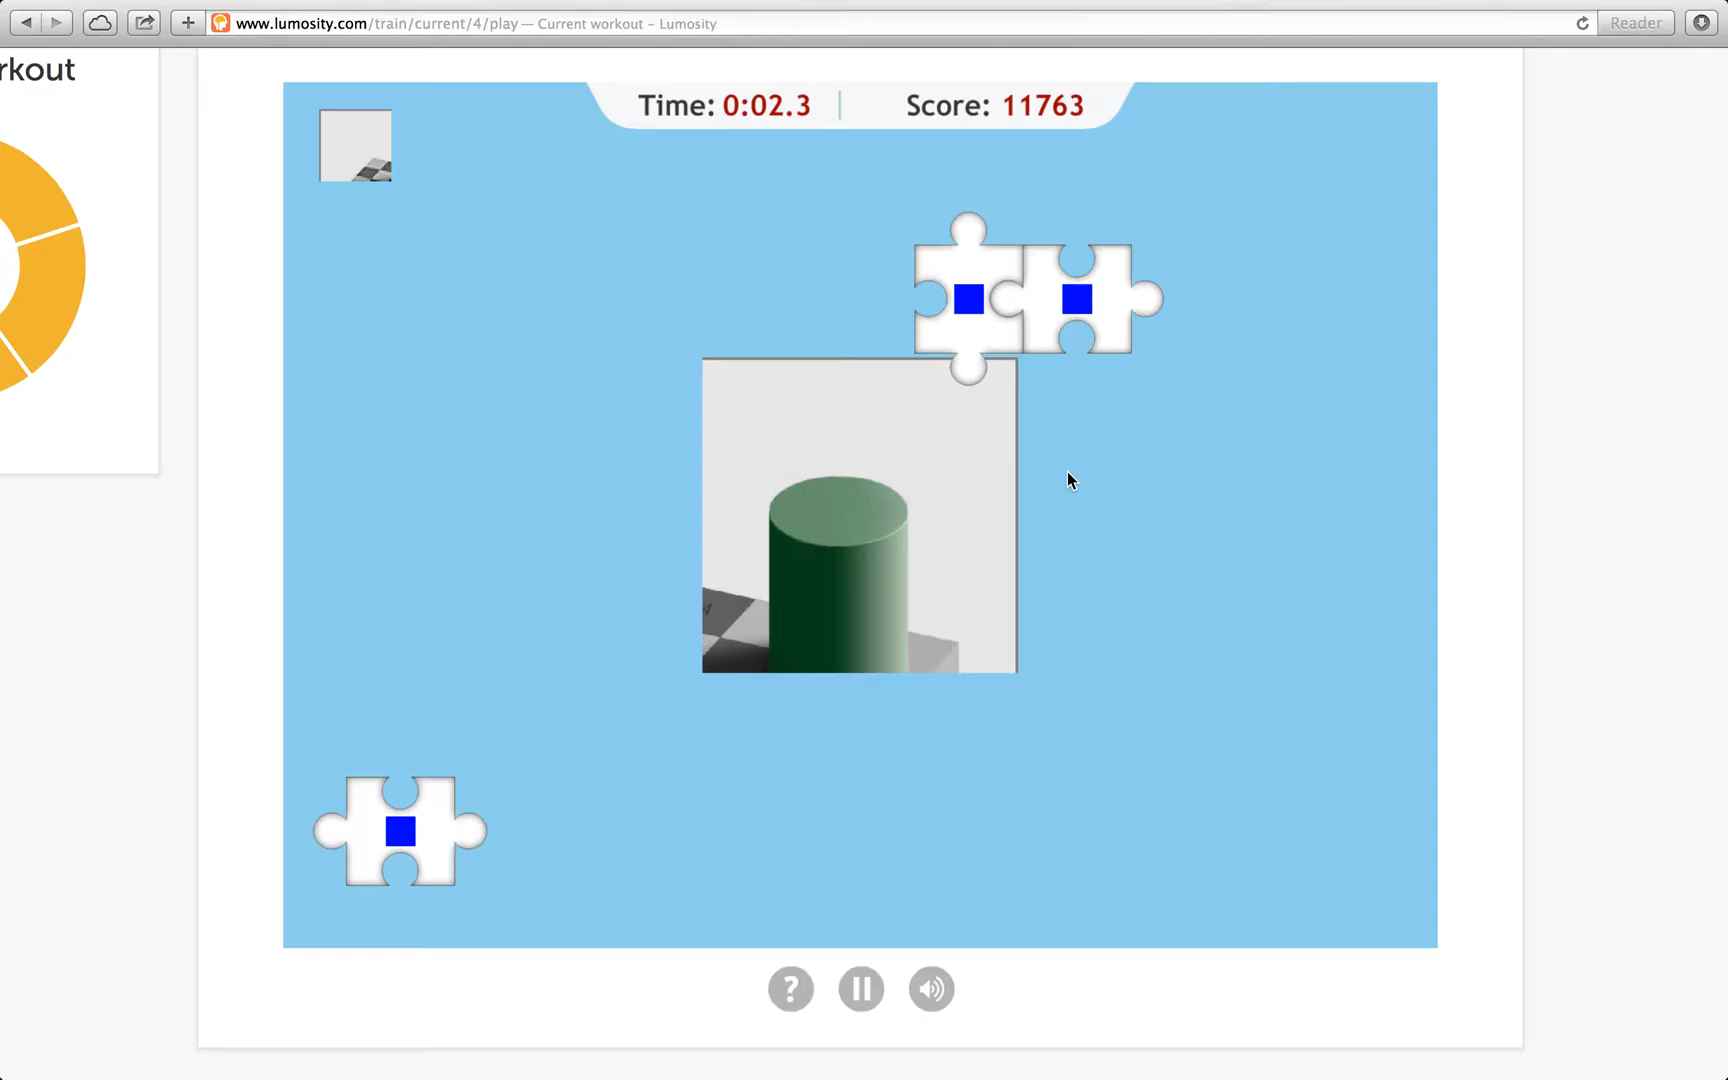 www.lumosity.com/train/current/4/play — Current workout – Lumosity
Reader
rkout
Time: 0:02.3 | Score: 11763
A
?